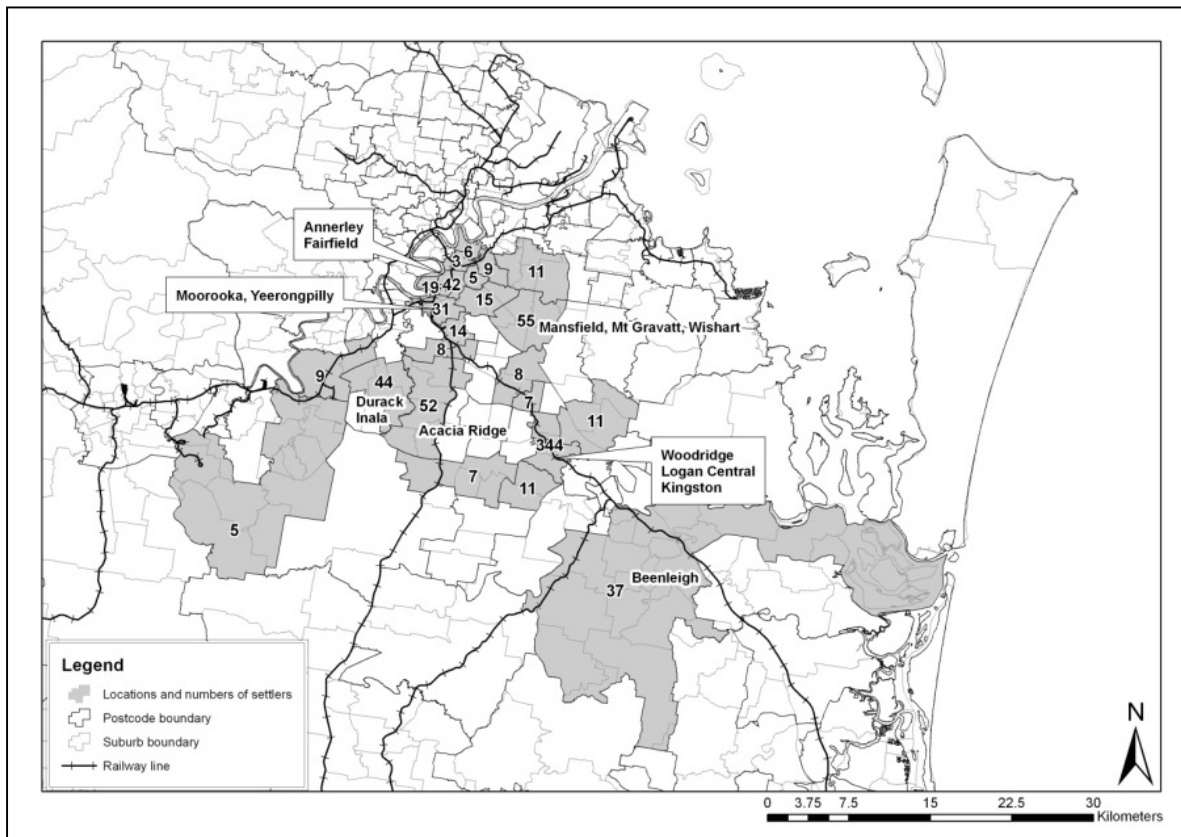 Annerley
Fairfield
6
3
9
11
5
19
42
Moorooka, Yeerongpilly
15
31
55
Mansfield, Mt Gravatt, Wishart
14
8
9
44
8
7
Durack
Inala
52
11
Acacia Ridge
344
Woodridge
Logan Central
Kingston
7
11
5
Beenleigh
37
Legend
Locations and numbers of settlers
Postcode boundary
Suburb boundary
Railway line
N
0 3.75 7.5 15 22.5 30
Kilometers